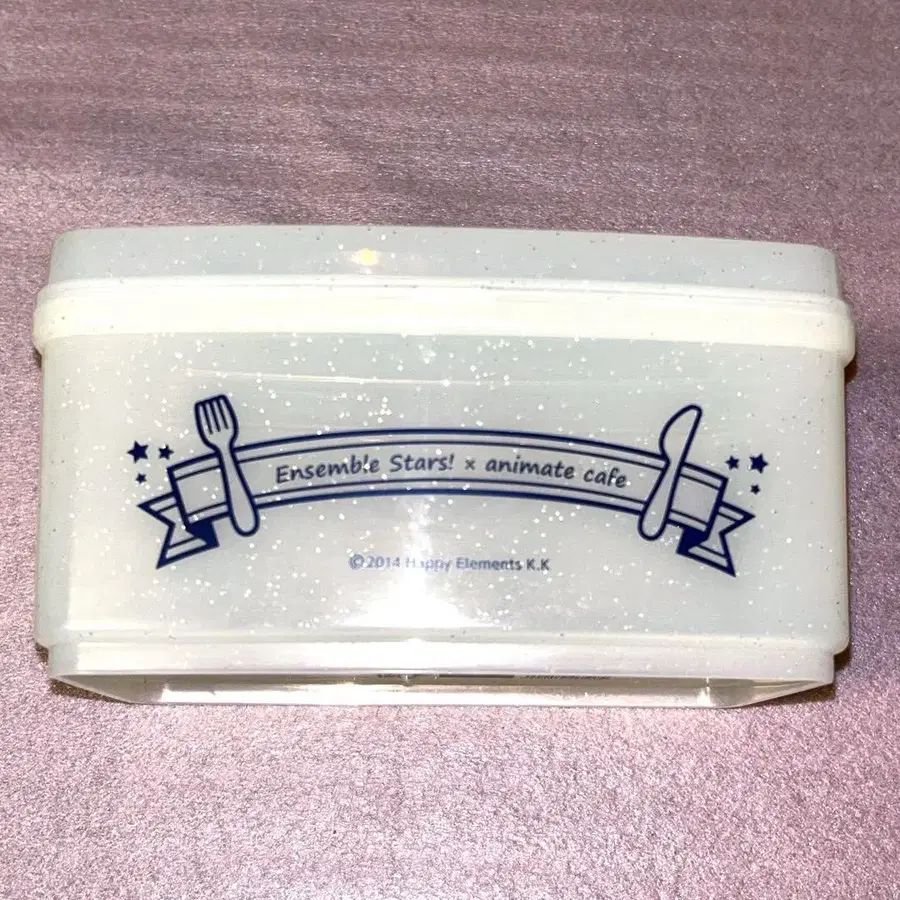 Ensemble Stars! × animate cafe
©2014 Happy Elements K.K